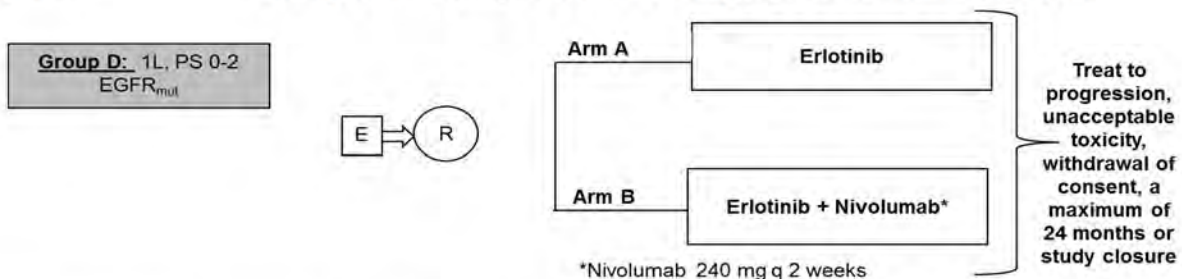 Group D: 1L, PS 0-2
EGFRmut
E
R
Arm A
Erlotinib
Arm B
Erlotinib + Nivolumab*
*Nivolumab 240 mg q 2 weeks
Treat to
progression,
unacceptable
toxicity,
withdrawal of
consent, a
maximum of
24 months or
study closure